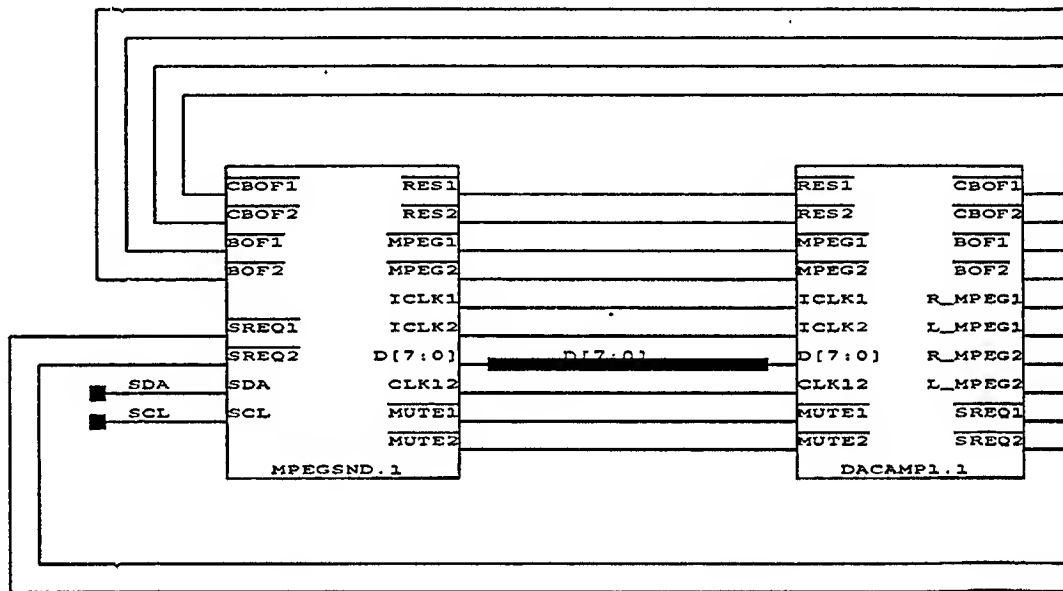 CBOF1 RES1 RES1 CBOF1
CBOF2 RES2 RES2 CBOF2
BOF1 MPEG1 MPEG1 BOF1
BOF2 MPEG2 MPEG2 BOF2
ICLK1 ICLK1 R_MPEG1
SREQ1 ICLK2 ICLK2 L_MPEG1
SREQ2 D[7:0] D[7:0] D[7:0] R_MPEG2
SDA SDA CLK12 CLK12 L_MPEG2
SCL SCL MUTE1 MUTE1 SREQ1
MUTE2 MUTE2 SREQ2
MPEGSND.1 DACAMP1.1